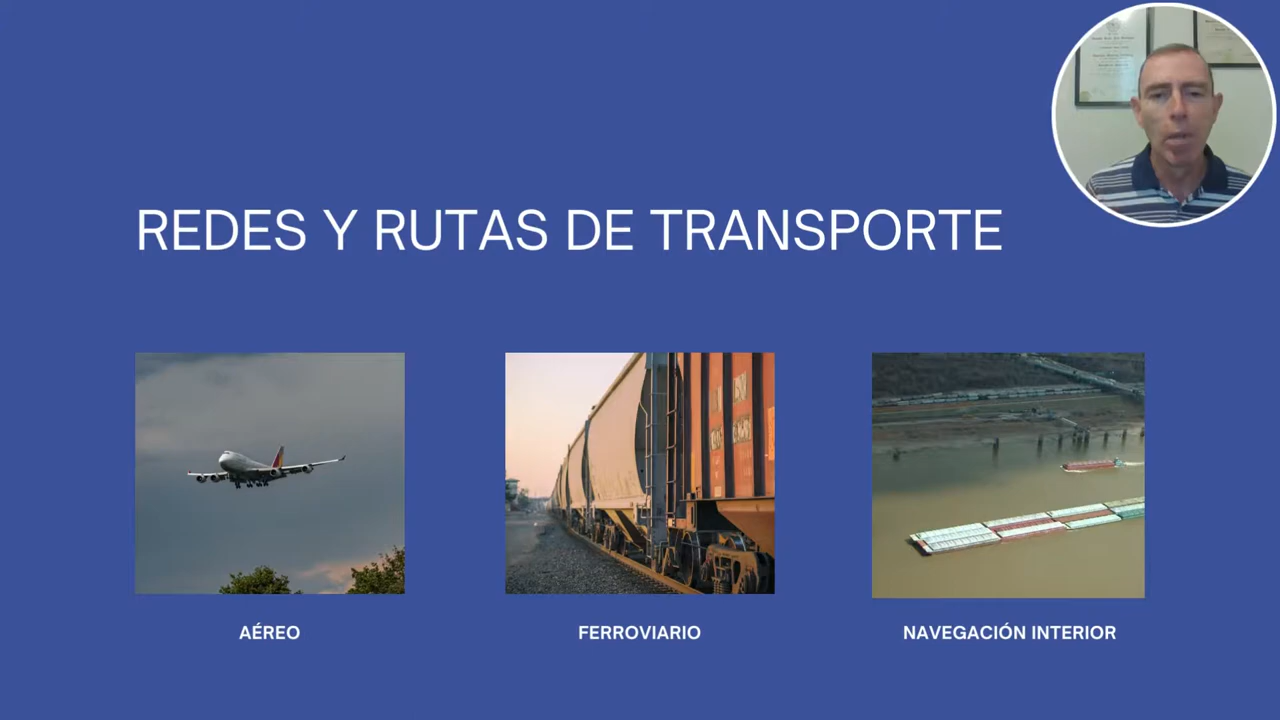 REDES Y RUTAS DE TRANSPORTE
AÉREO
FERROVIARIO
NAVEGACIÓN INTERIOR